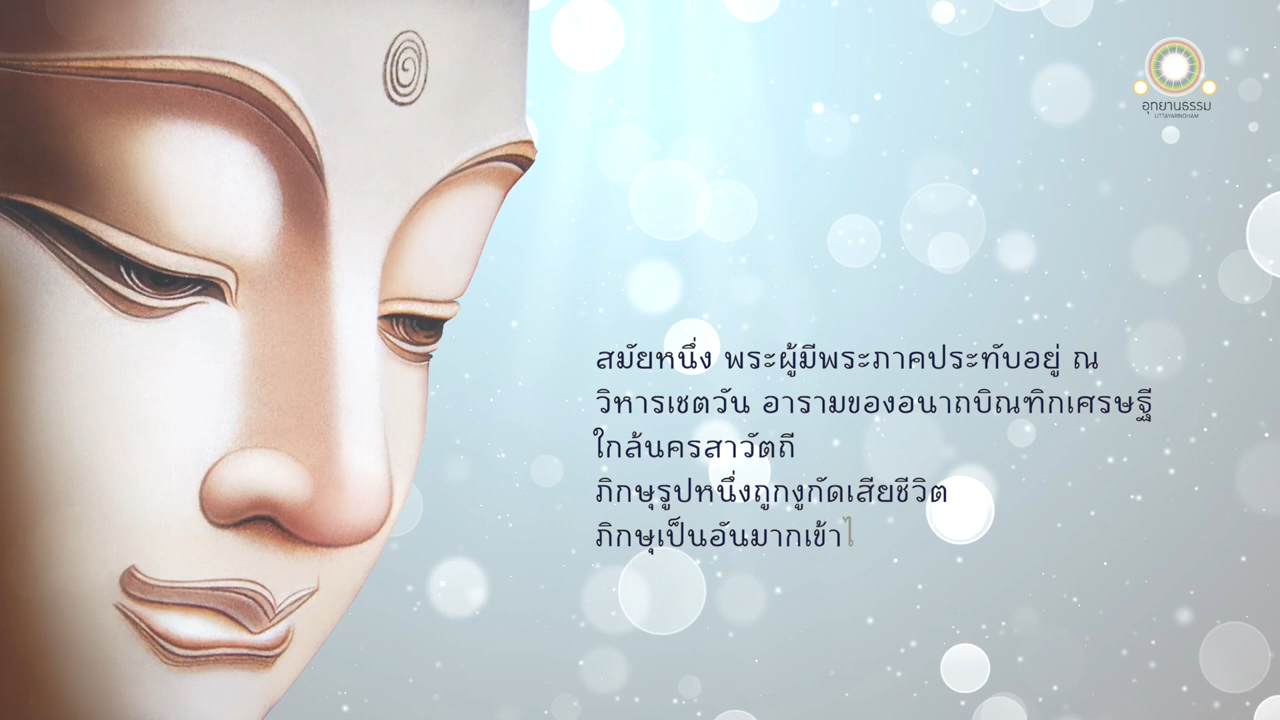 อุทยานธรรม
UTTAYARNDHAM
สมัยหนึ่ง พระผู้มีพระภาคประทับอยู่ ณ
วิหารเชตวัน อารามของอนาถบิณฑิกเศรษฐี
ใกล้นครสาวัตถี
ภิกษุรูปหนึ่งถูกงูกัดเสียชีวิต
ภิกษุเป็นอันมากเข้าไ